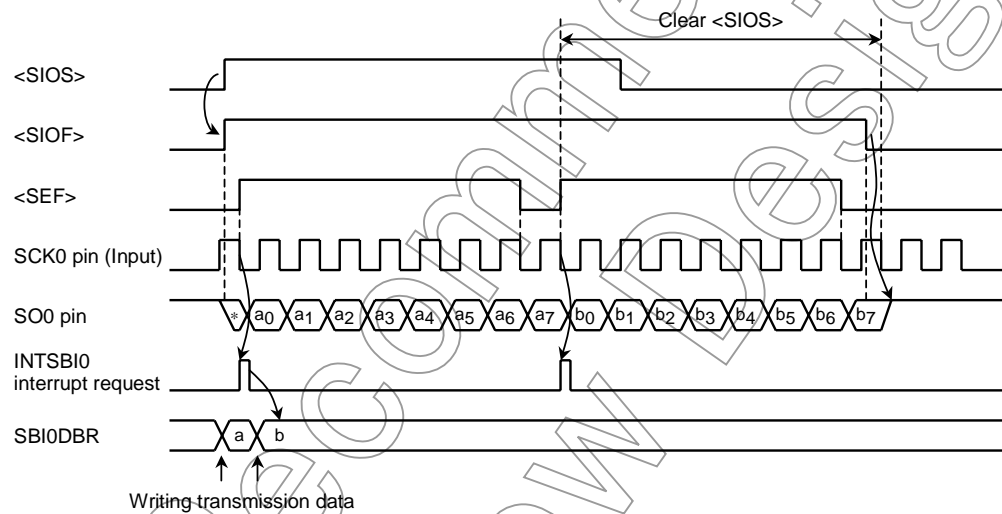 Clear <SIOS>
<SIOS>
<SIOF>
<SEF>
SCK0 pin (Input)
SO0 pin
* a0 a1 a2 a3 a4 a5 a6 a7 b0 b1 b2 b3 b4 b5 b6 b7
INTSBI0
interrupt request
SBI0DBR
a b
Writing transmission data